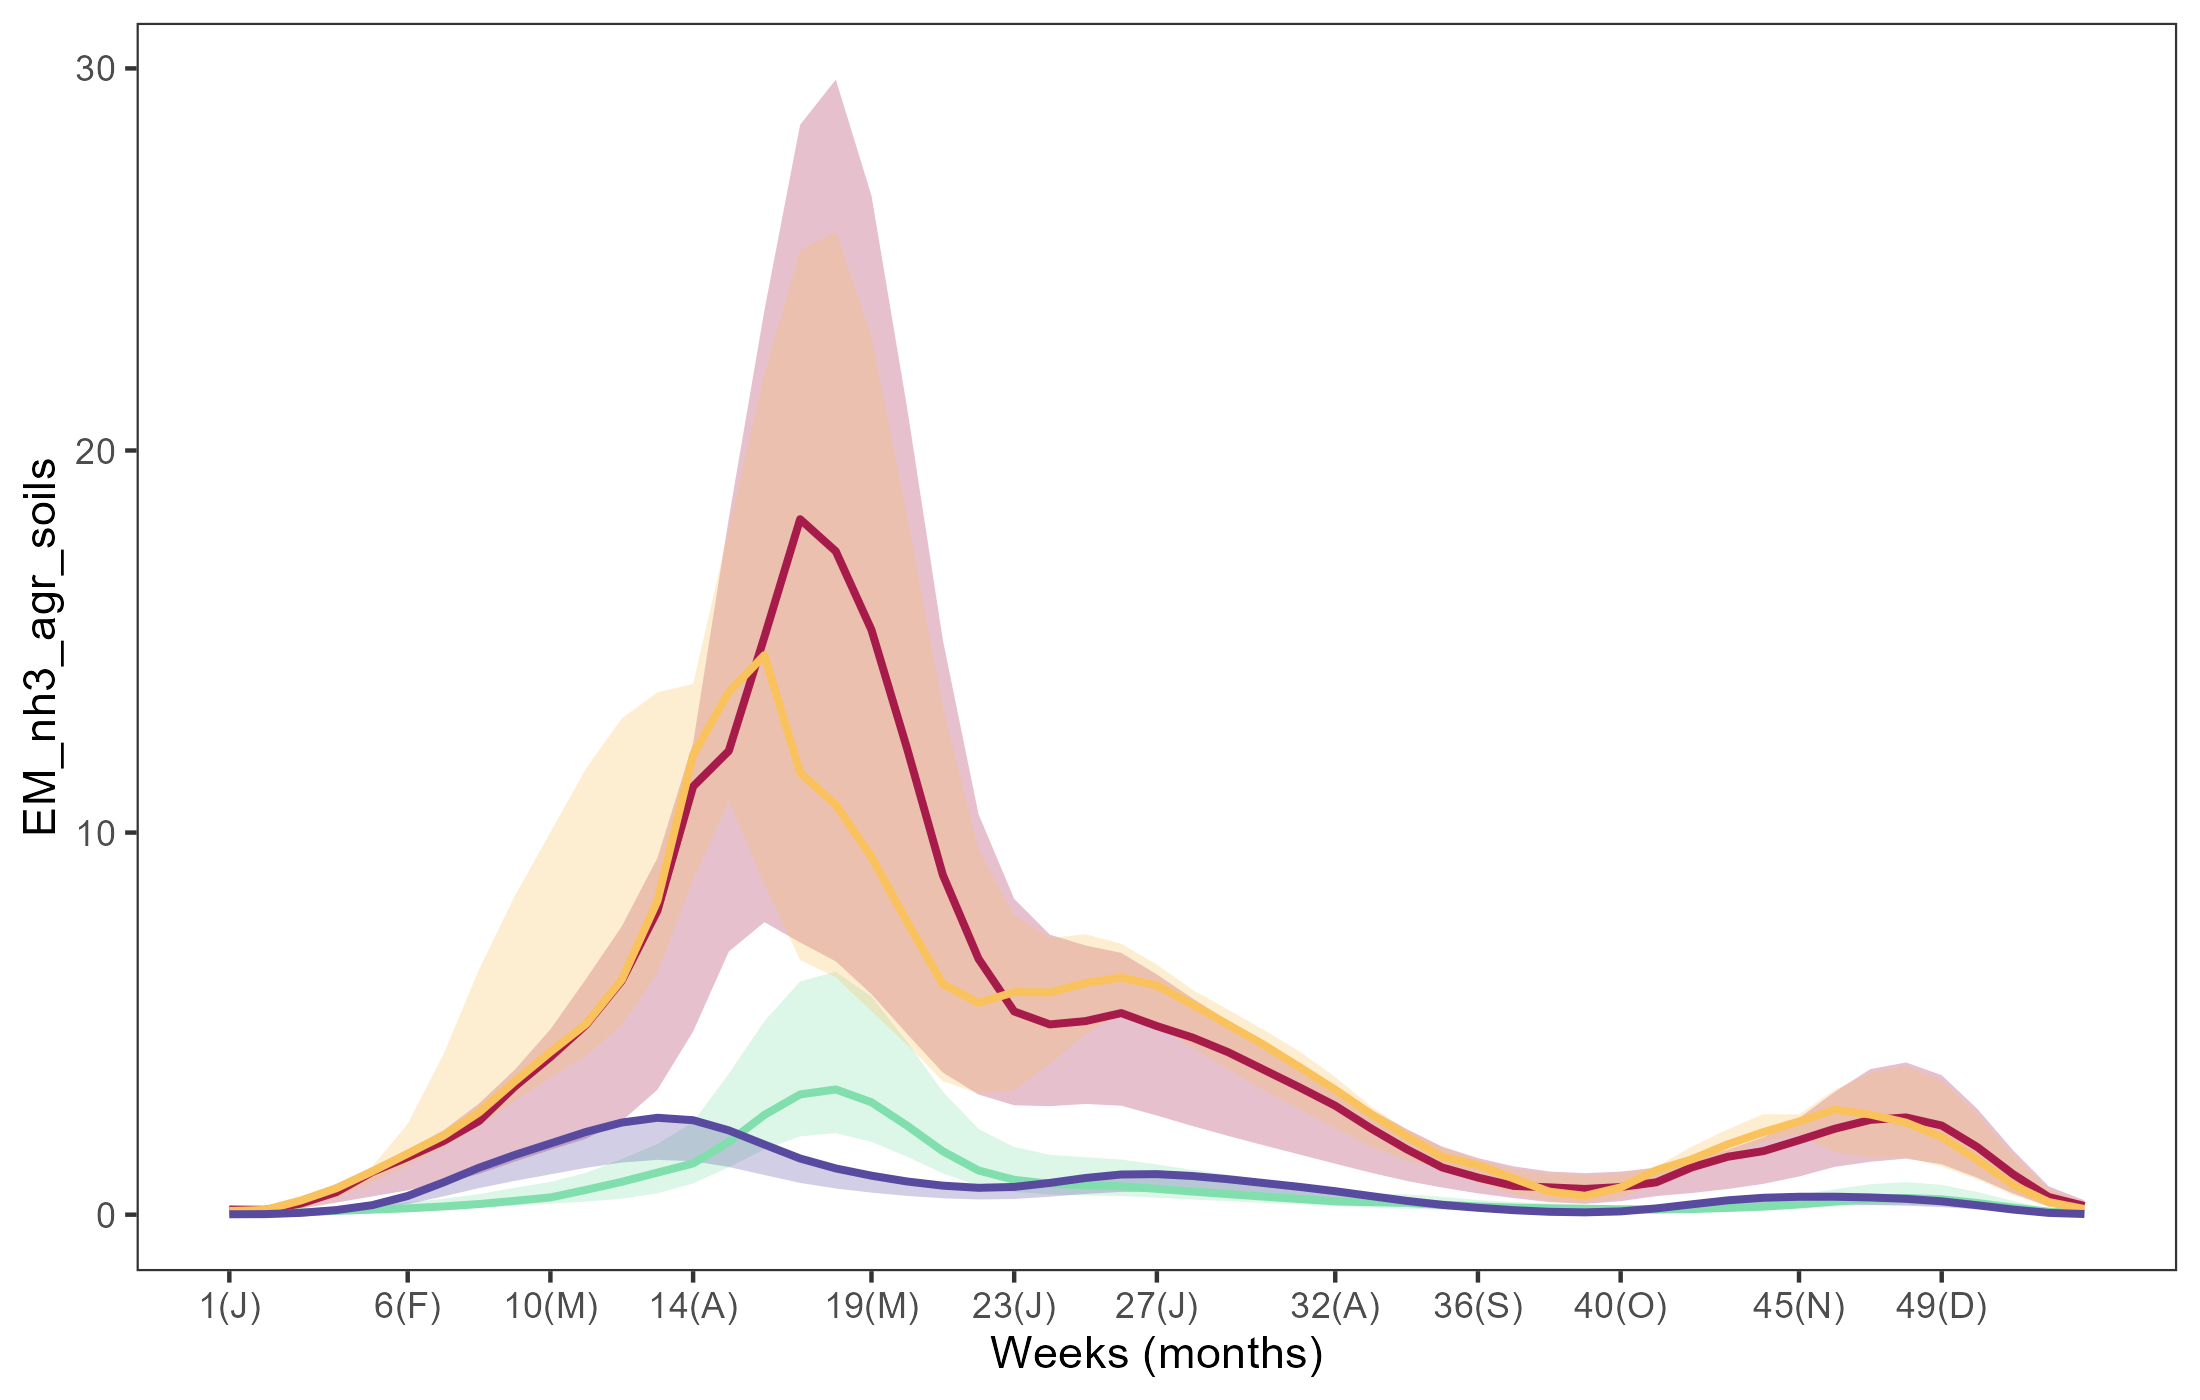 EM_nh3_agr_soils
30
20
10
0
1(J) 6(F) 10(M) 14(A) 19(M) 23(J) 27(J) 32(A) 36(S) 40(O) 45(N) 49(D)
Weeks (months)